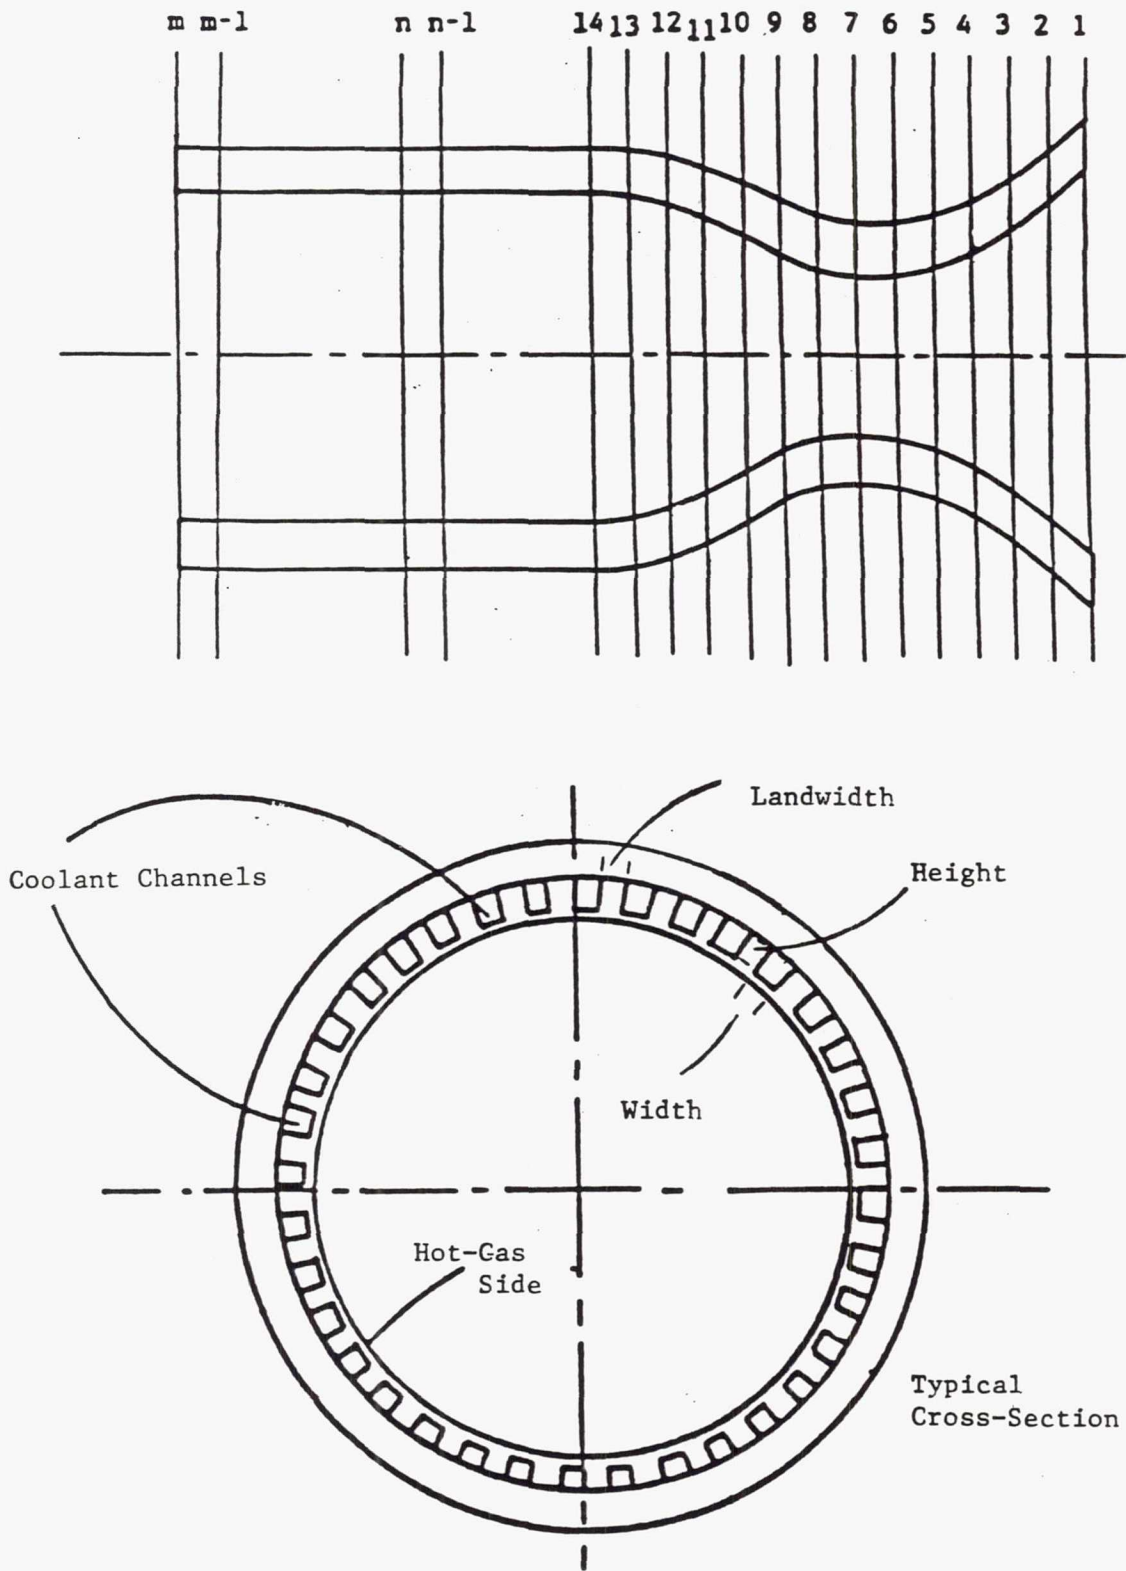 m m-1 n n-1 14 13 12 11 10 9 8 7 6 5 4 3 2 1
Landwidth
Coolant Channels
Height
Width
Hot-Gas
Side
Typical
Cross-Section